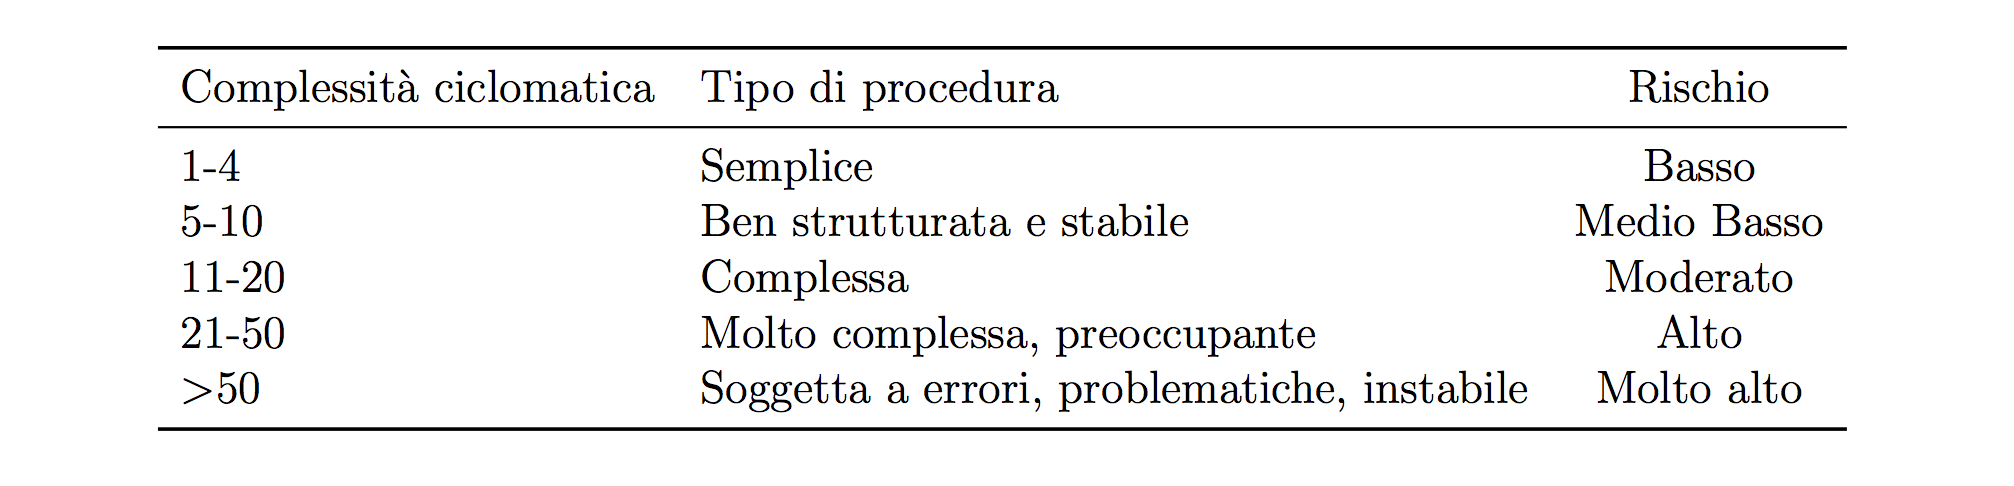 Complessità ciclomatica Tipo di procedura Rischio
1-4 Semplice Basso
5-10 Ben strutturata e stabile Medio Basso
11-20 Complessa Moderato
21-50 Molto complessa, preoccupante Alto
>50 Soggetta a errori, problematiche, instabile Molto alto